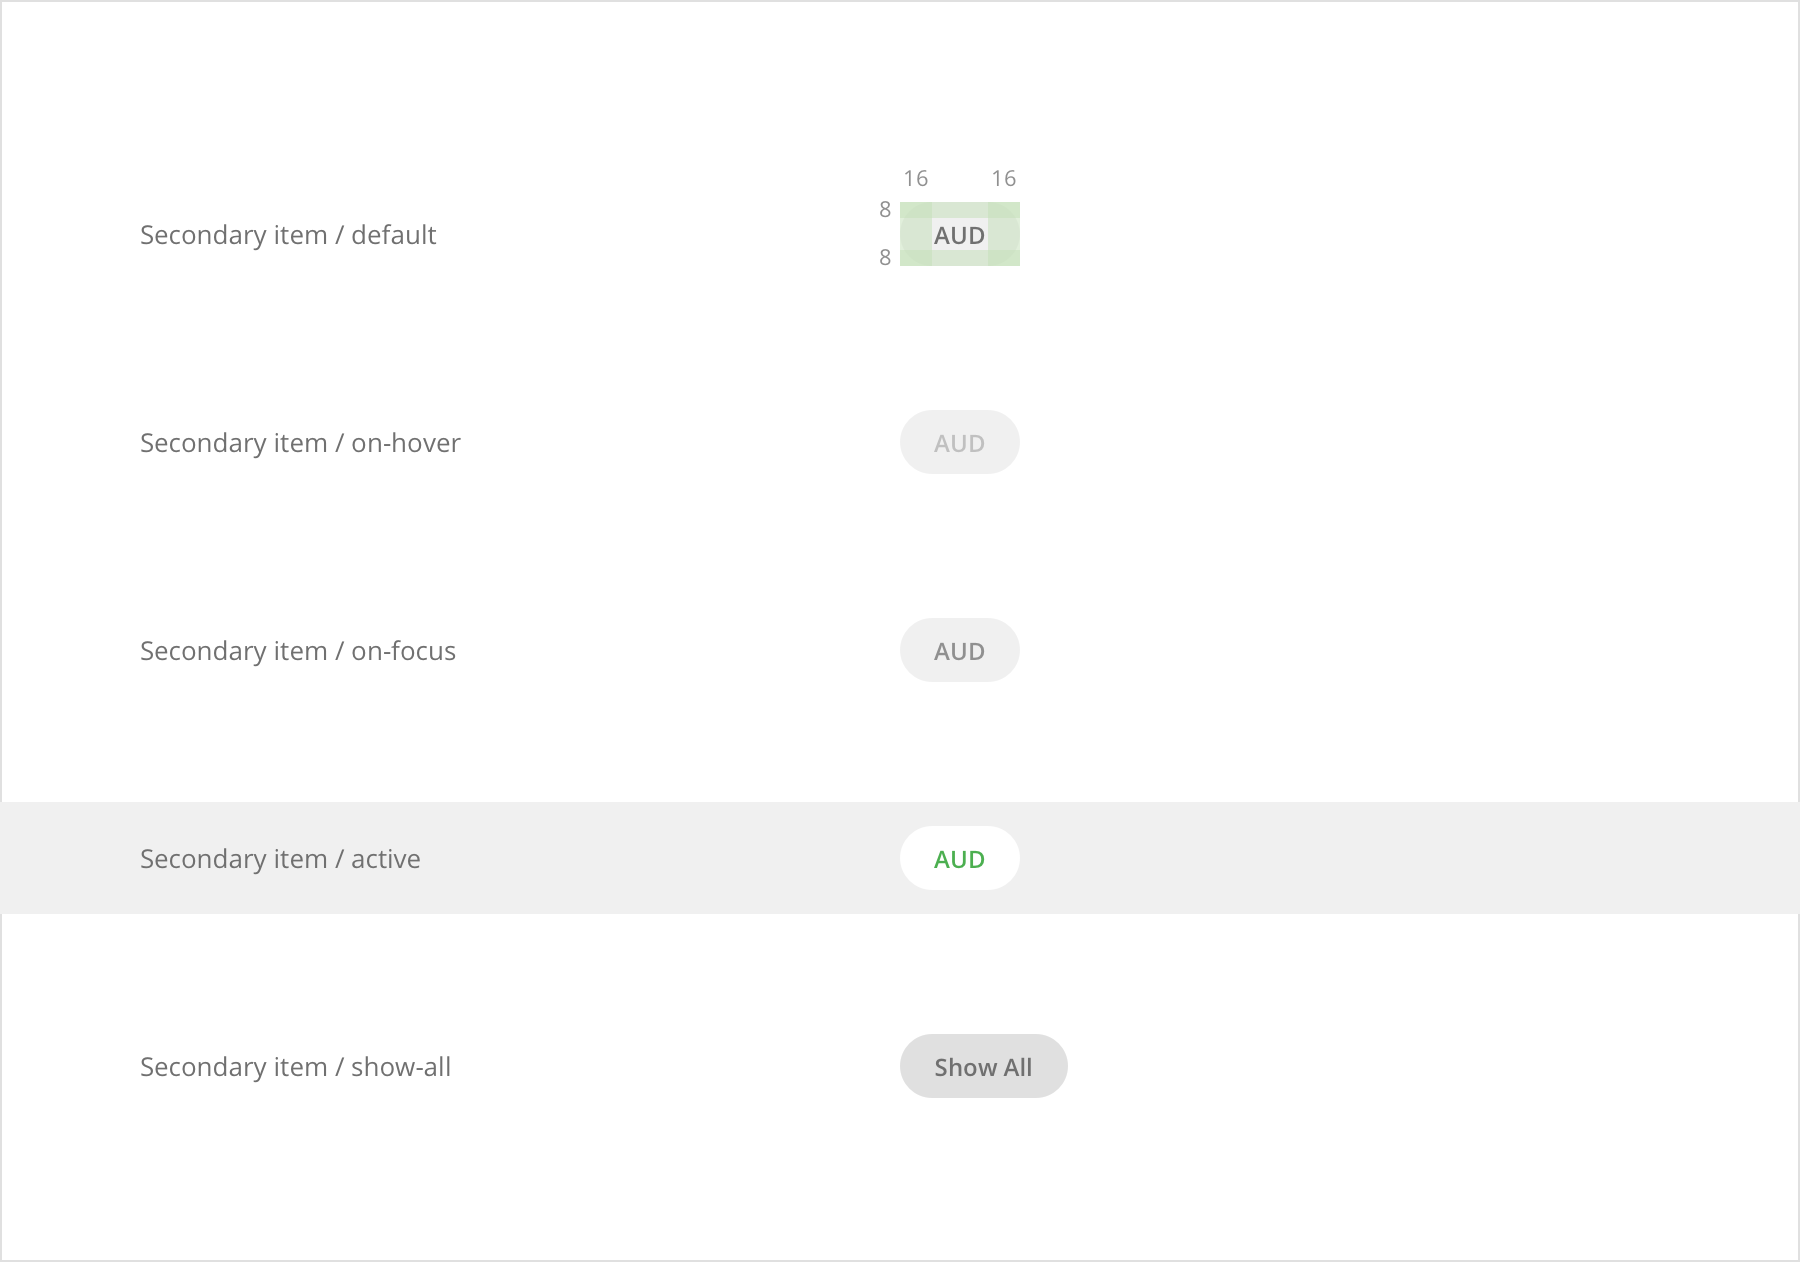 16 16
8
Secondary item / default AUD
8
Secondary item / on-hover AUD
Secondary item / on-focus AUD
Secondary item / active AUD
Secondary item / show-all Show All